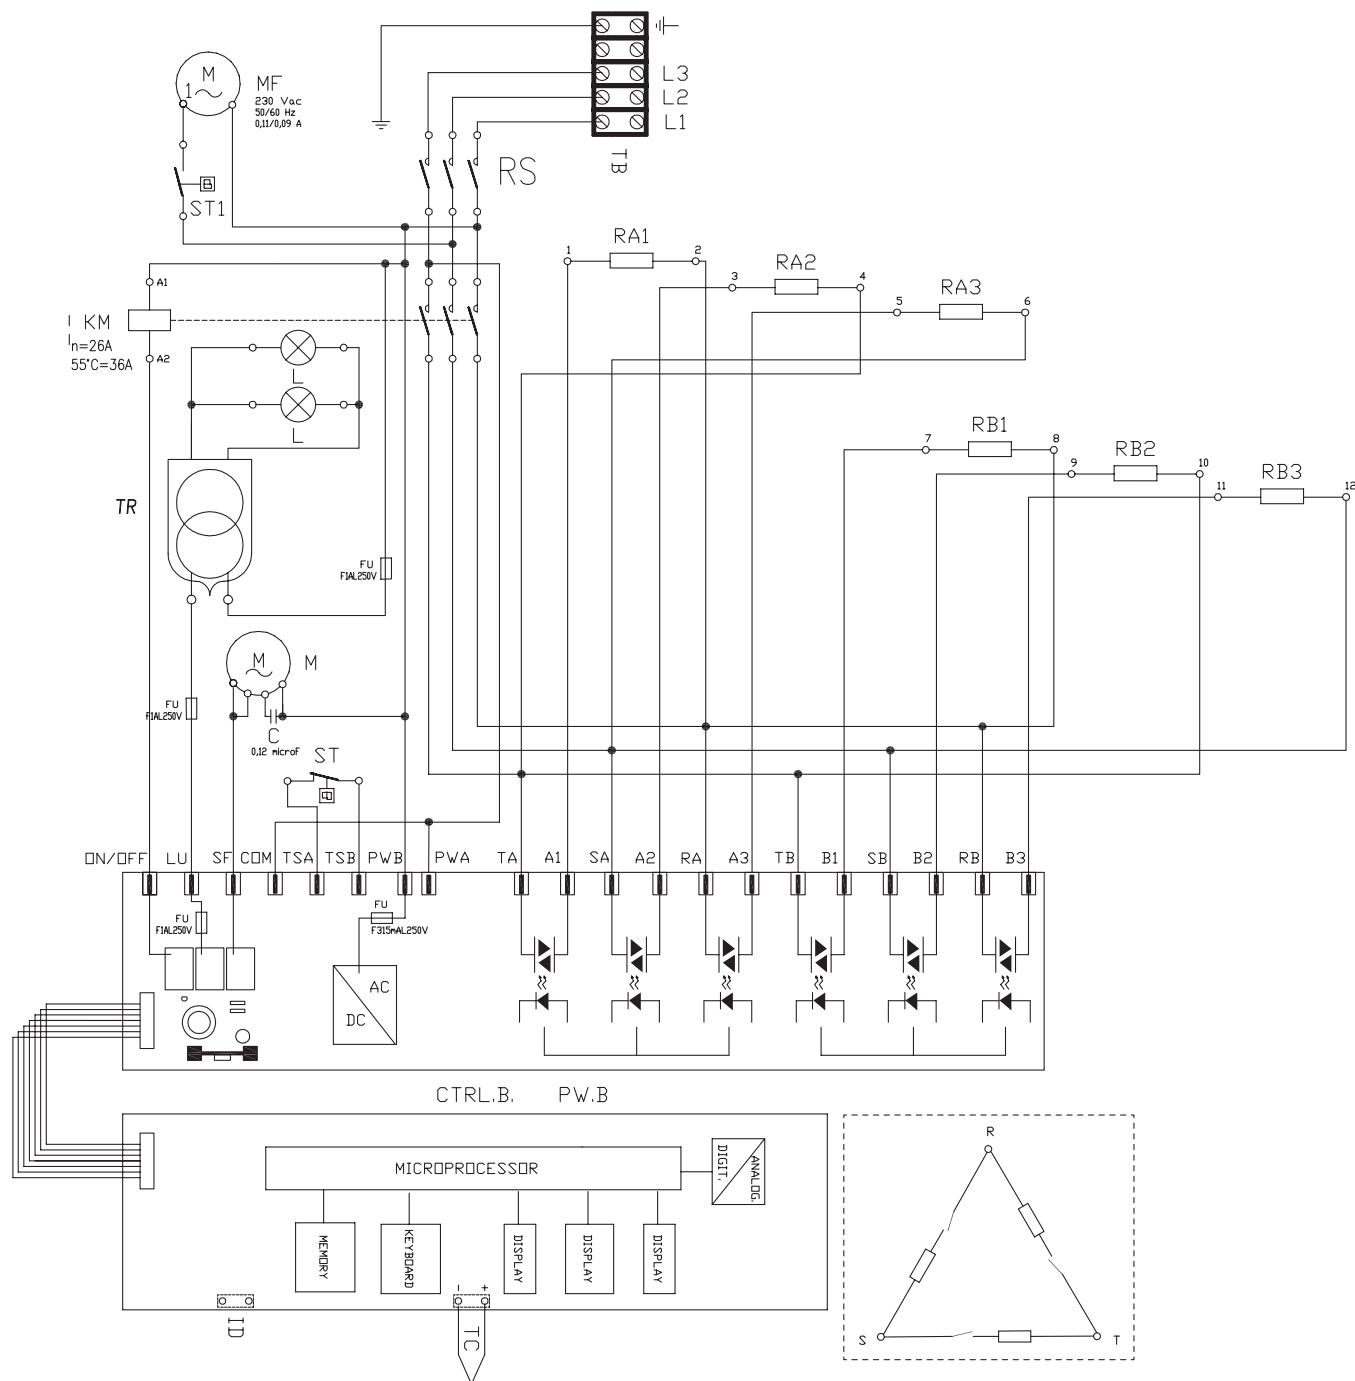 M
1
MF
230 Vac
50/60 Hz
0,11/0,09 A
L3
L2
L1
TB
RS
ST1
A1
KM
In=26A
55°C=36A
A2
L
L
TR
FU
F1AL250V
FU
F1AL250V
M
M
C
0,12 microF
ST
1
RA1
2
3
RA2
4
5
RA3
6
7
RB1
8
9
RB2
10
11
RB3
12
ON/OFF
LU
SF
COM
TSA
TSB
PWB
PWA
TA
A1
SA
A2
RA
A3
TB
B1
SB
B2
RB
B3
FU
F1AL250V
FU
F315mAL250V
AC
DC
CTRL.B. PW.B
MICROPROCESSOR
DIGIT.
ANALOG.
MEMORY
KEYBOARD
DISPLAY
DISPLAY
DISPLAY
ID
- +
TC
R
S
T